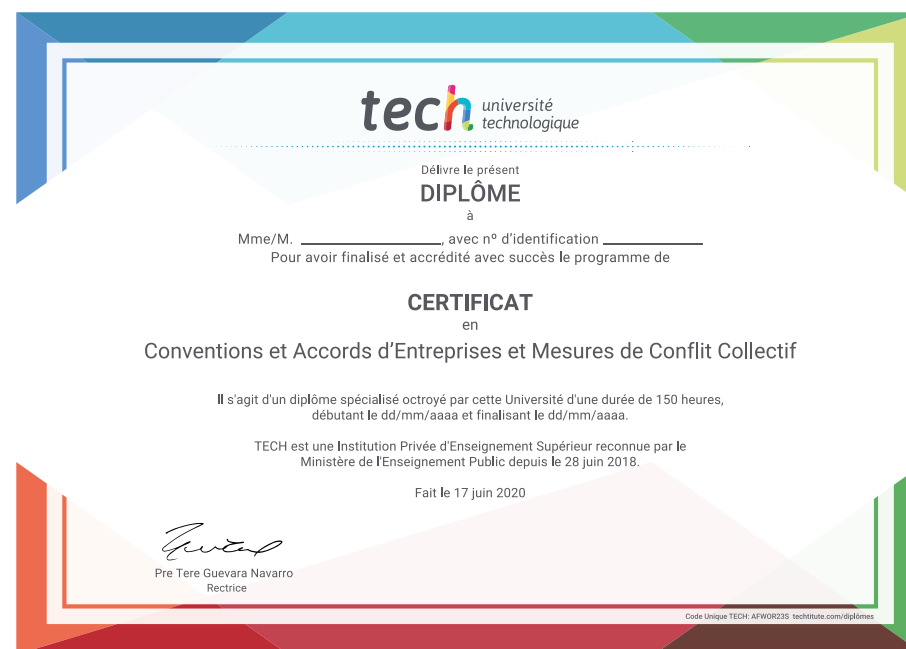 tech université
technologique
Délivre le présent
DIPLÔME
à
Mme/M. ____________________, avec nº d'identification ______________
Pour avoir finalisé et accrédité avec succès le programme de
CERTIFICAT
en
Conventions et Accords d'Entreprises et Mesures de Conflit Collectif
Il s'agit d'un diplôme spécialisé octroyé par cette Université d'une durée de 150 heures,
débutant le dd/mm/aaaa et finalisant le dd/mm/aaaa.
TECH est une Institution Privée d'Enseignement Supérieur reconnue par le
Ministère de l'Enseignement Public depuis le 28 juin 2018.
Fait le 17 juin 2020
Pre Tere Guevara Navarro
Rectrice
Code Unique TECH: AFWOR23S techtitute.com/diplômes